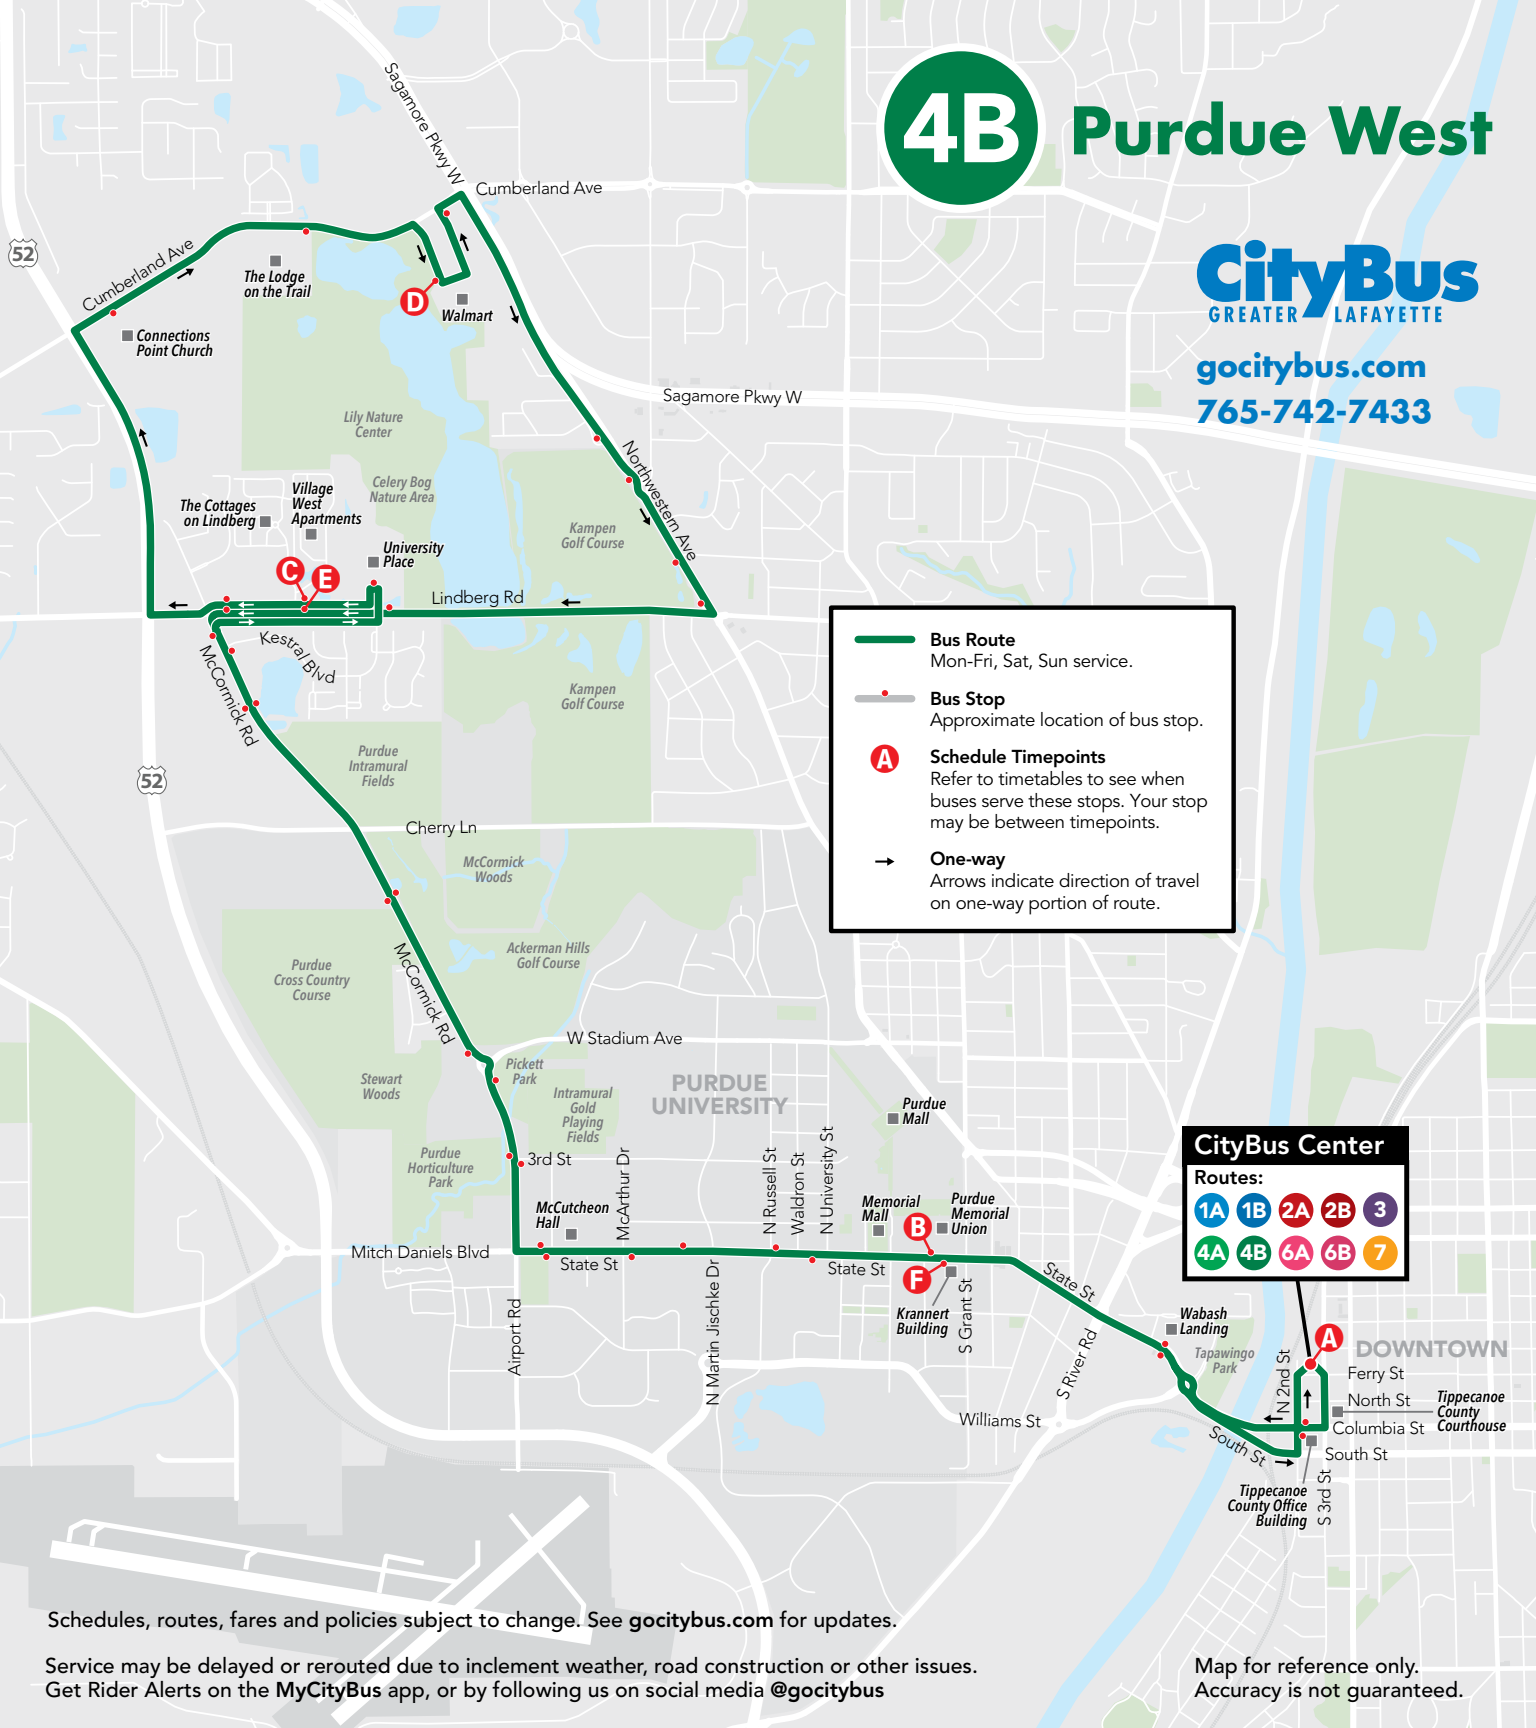 4B
Purdue West
CityBus
GREATER LAFAYETTE
gocitybus.com
765-742-7433
Sagamore Pkwy W
Cumberland Ave
52
Cumberland Ave
The Lodge
on the Trail
D
Walmart
Connections
Point Church
Sagamore Pkwy W
Lily Nature
Center
Northwestern Ave
Celery Bog
Nature Area
Village
West
Apartments
The Cottages
on Lindberg
Kampen
Golf Course
University
Place
C
E
Lindberg Rd
Kestral Blvd
McCormick Rd
Kampen
Golf Course
Purdue
Intramural
Fields
52
Cherry Ln
McCormick
Woods
Bus Route
Mon-Fri, Sat, Sun service.
Bus Stop
Approximate location of bus stop.
A
Schedule Timepoints
Refer to timetables to see when
buses serve these stops. Your stop
may be between timepoints.
One-way
Arrows indicate direction of travel
on one-way portion of route.
McCormick Rd
Ackerman Hills
Golf Course
Purdue
Cross Country
Course
W Stadium Ave
Pickett
Park
Stewart
Woods
Intramural
Gold
Playing
Fields
PURDUE
UNIVERSITY
Purdue
Mall
Purdue
Horticulture
Park
3rd St
McArthur Dr
N Russell St
Waldron St
N University St
McCutcheon
Hall
Memorial
Mall
Purdue
Memorial
Union
B
Mitch Daniels Blvd
State St
State St
F
Krannert
Building
S Grant St
State St
Airport Rd
N Martin Jischke Dr
S River Rd
Williams St
CityBus Center
Routes:
1A 1B 2A 2B 3
4A 4B 6A 6B 7
Wabash
Landing
Tapawingo
Park
A
DOWNTOWN
N 2nd St
Ferry St
North St
Tippecanoe
County
Courthouse
Columbia St
South St
South St
Tippecanoe
County Office
Building
S 3rd St
Schedules, routes, fares and policies subject to change. See gocitybus.com for updates.
Service may be delayed or rerouted due to inclement weather, road construction or other issues.
Get Rider Alerts on the MyCityBus app, or by following us on social media @gocitybus
Map for reference only.
Accuracy is not guaranteed.